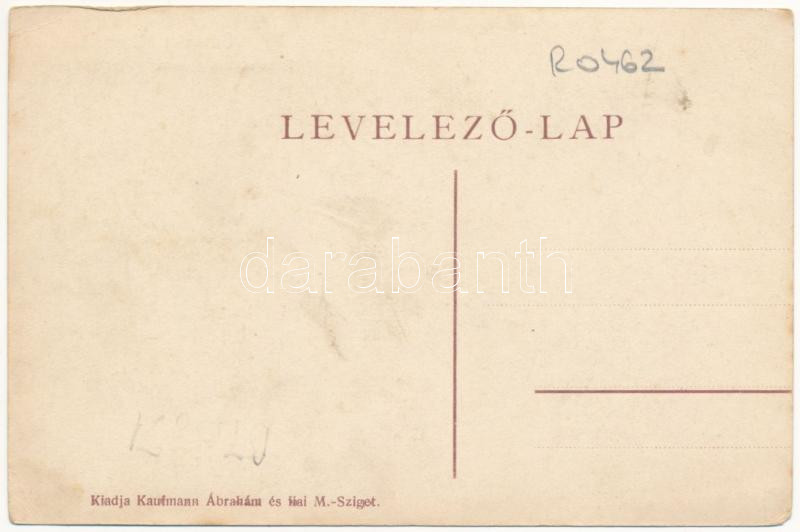 R0462
LEVELEZŐ-LAP
darabanth
Kiadja Kaufmann Ábrahám és fiai M.-Sziget.